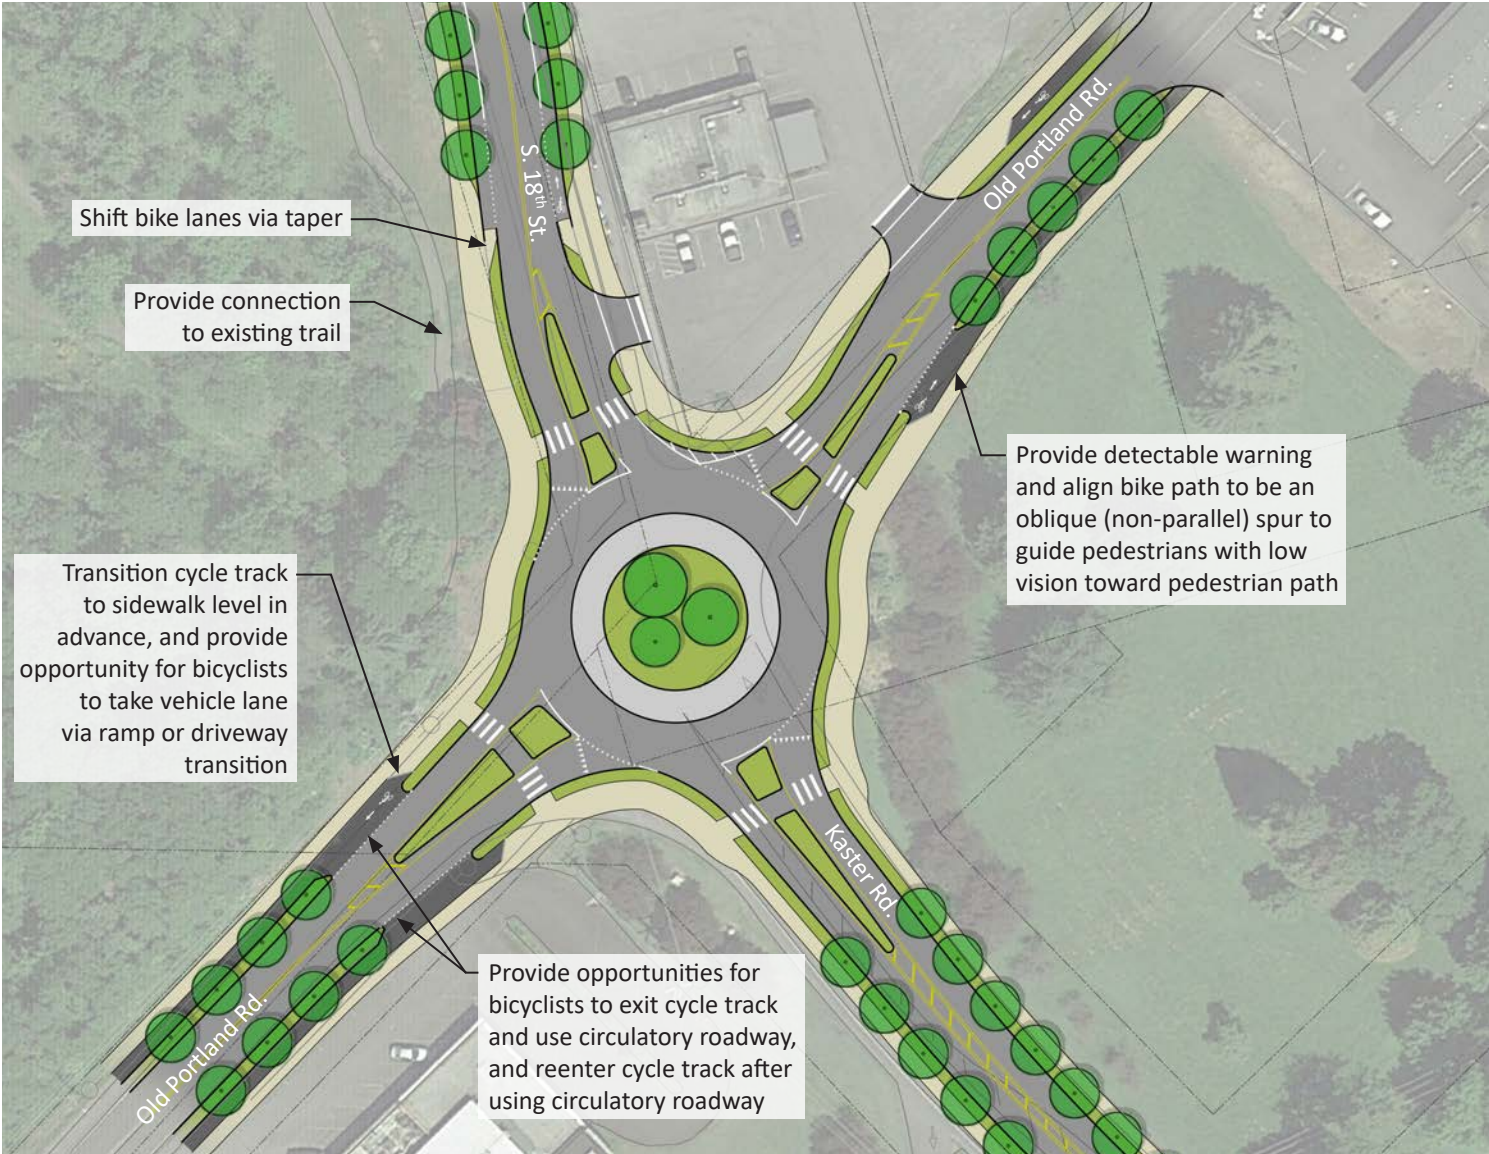 S. 18th St.
Old Portland Rd.
Shift bike lanes via taper
Provide connection
to existing trail
Provide detectable warning
and align bike path to be an
oblique (non-parallel) spur to
guide pedestrians with low
vision toward pedestrian path
Transition cycle track
to sidewalk level in
advance, and provide
opportunity for bicyclists
to take vehicle lane
via ramp or driveway
transition
Kaster Rd.
Provide opportunities for
bicyclists to exit cycle track
and use circulatory roadway,
and reenter cycle track after
using circulatory roadway
Old Portland Rd.